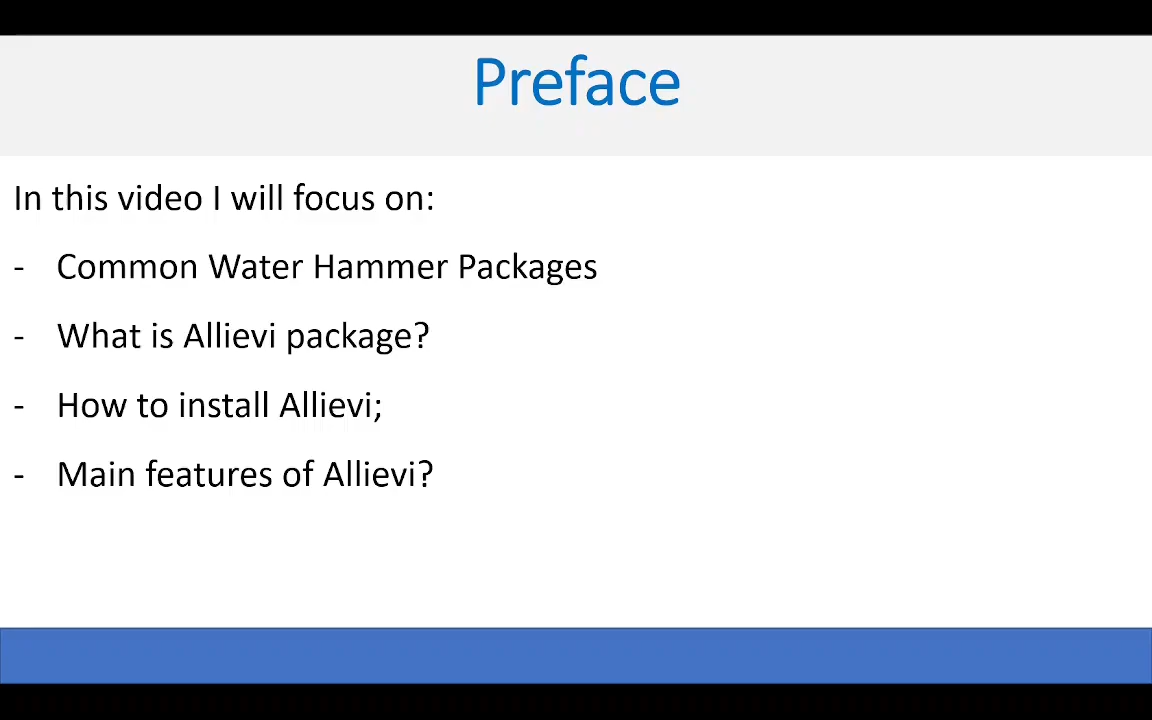 Preface
In this video I will focus on:
- Common Water Hammer Packages
- What is Allievi package?
- How to install Allievi;
- Main features of Allievi?